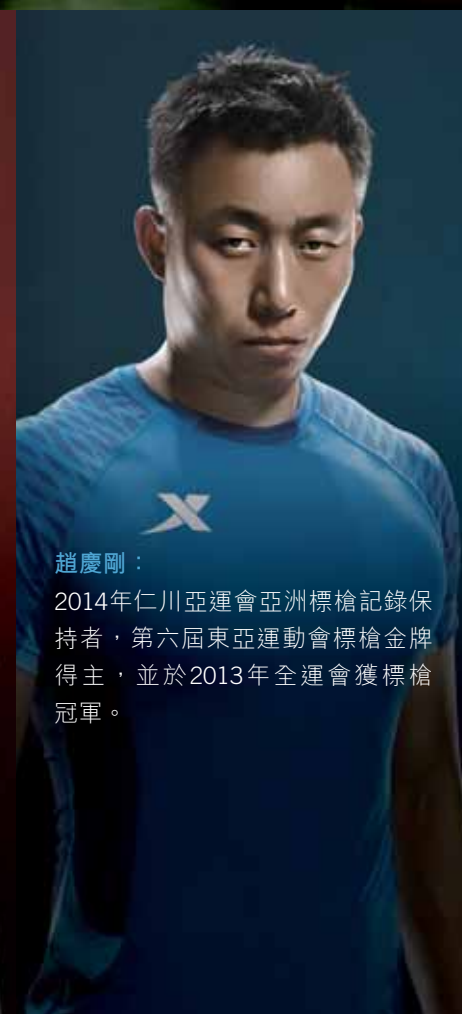 趙慶剛：
2014年仁川亞運會亞洲標槍記錄保
持者，第六屆東亞運動會標槍金牌
得主，並於2013年全運會獲標槍
冠軍。